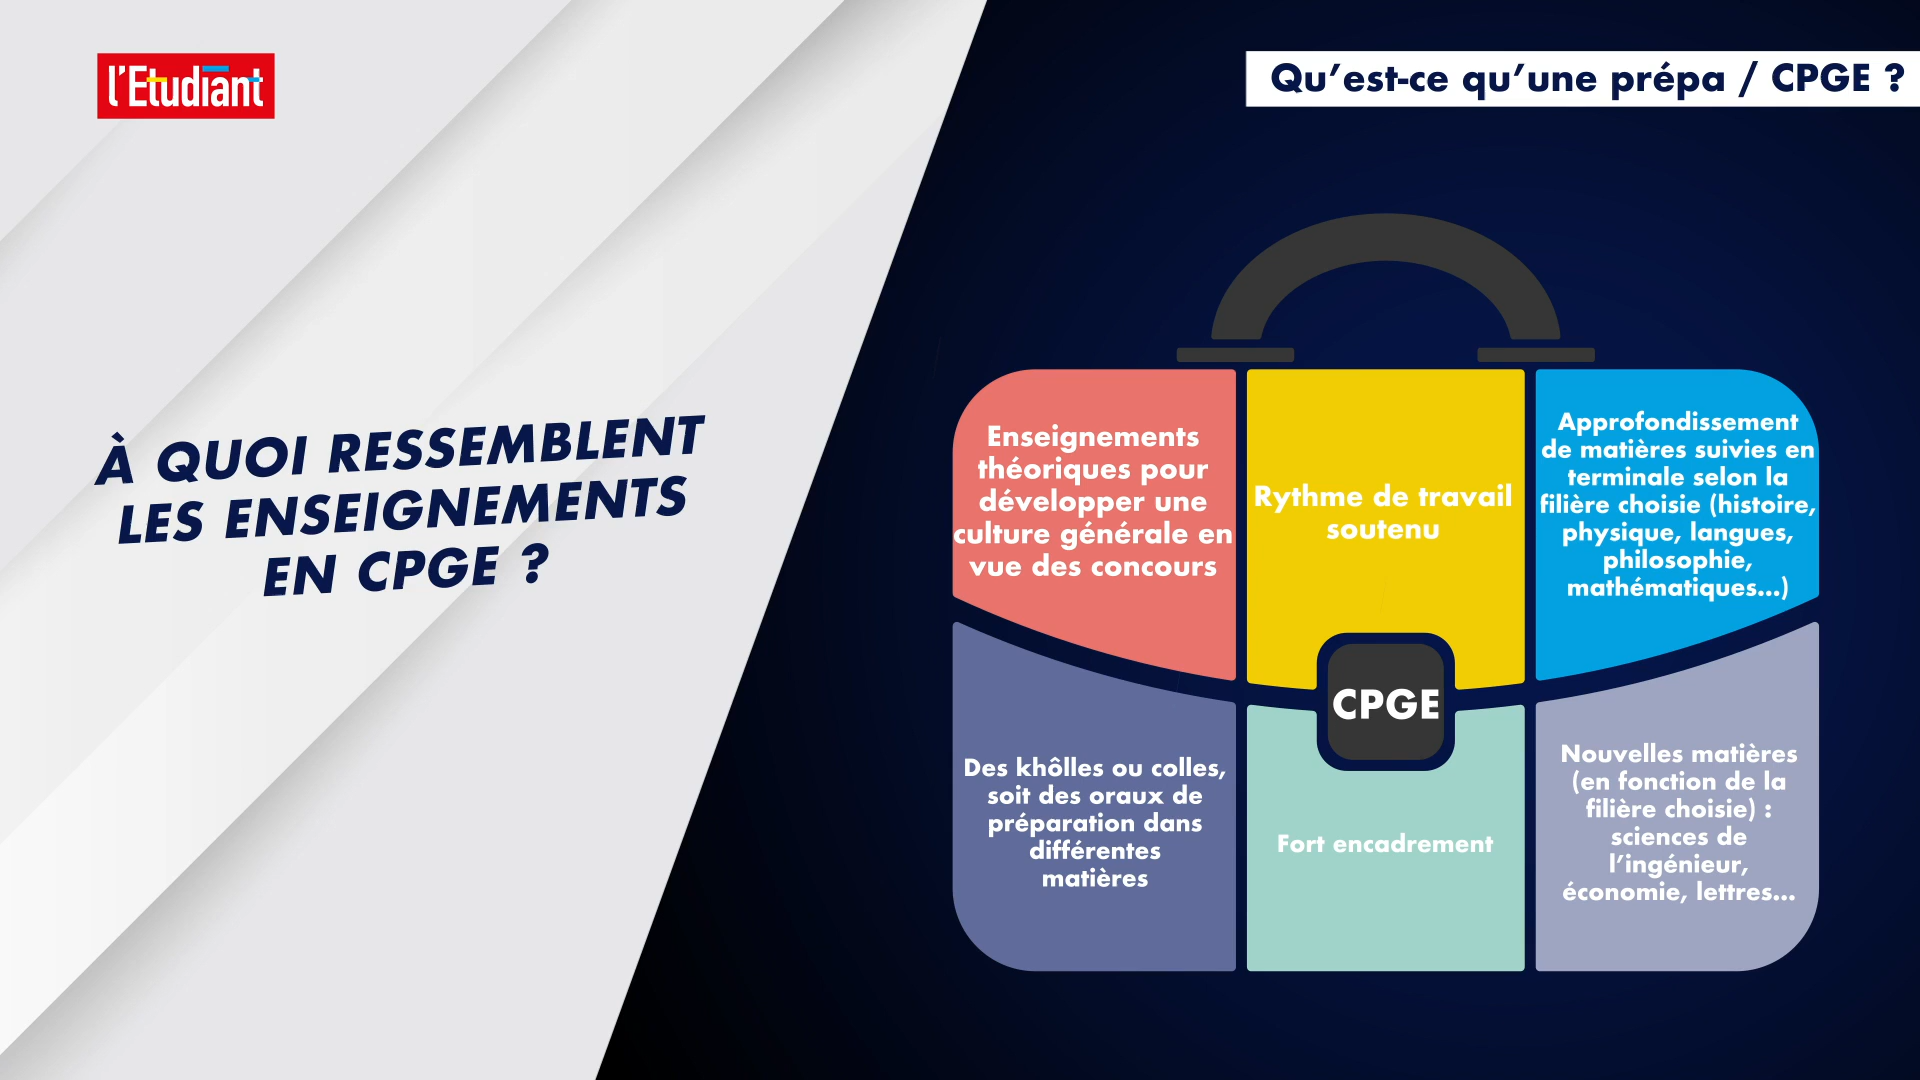 l'Etudiant
Qu’est-ce qu’une prépa / CPGE ?
À QUOI RESSEMBLENT
LES ENSEIGNEMENTS
EN CPGE ?
Enseignements
théoriques pour
développer une
culture générale en
vue des concours
Rythme de travail
soutenu
Approfondissement
de matières suivies en
terminale selon la
filière choisie (histoire,
physique, langues,
philosophie,
mathématiques...)
CPGE
Des khôlles ou colles,
soit des oraux de
préparation dans
différentes
matières
Fort encadrement
Nouvelles matières
(en fonction de la
filière choisie) :
sciences de
l’ingénieur,
économie, lettres...